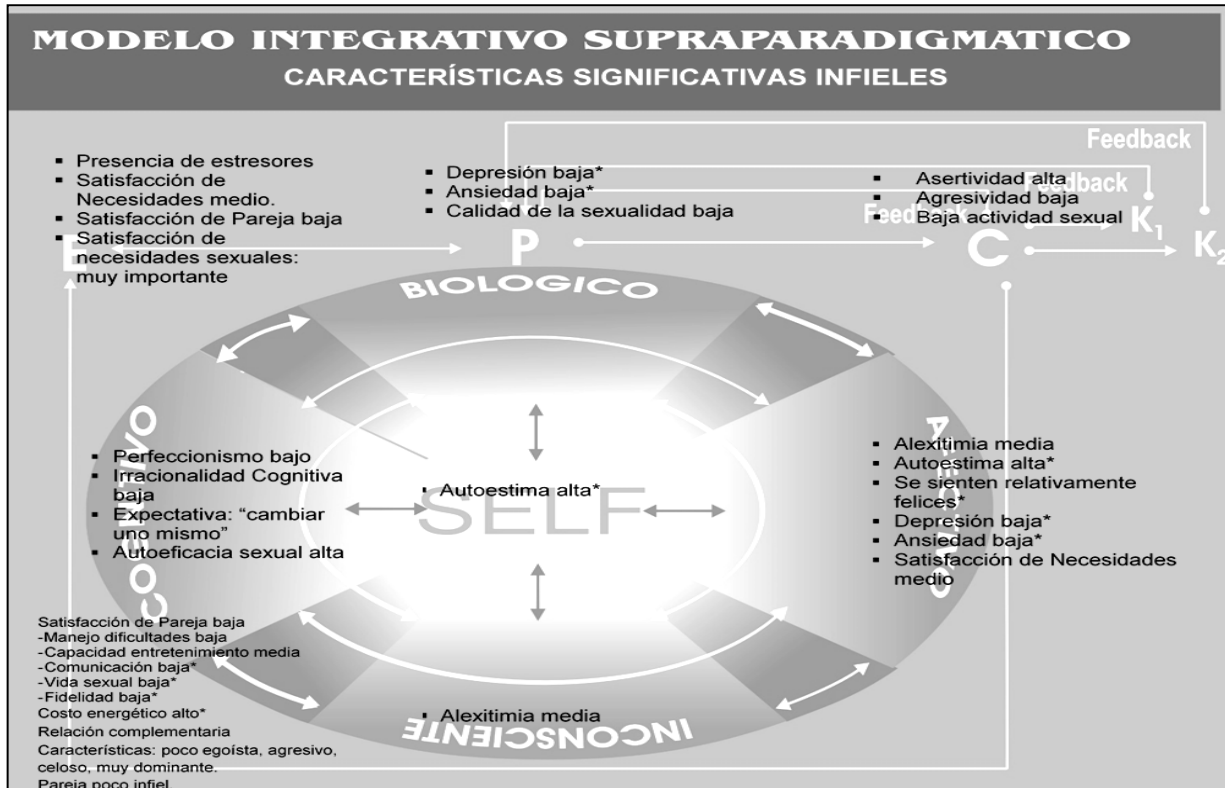 MODELO INTEGRATIVO SUPRAPARADIGMATICO
CARACTERÍSTICAS SIGNIFICATIVAS INFIELES
▪ Presencia de estresores
▪ Satisfacción de
Necesidades medio.
▪ Satisfacción de Pareja baja
▪ Satisfacción de
necesidades sexuales:
muy importante
E
▪ Depresión baja*
▪ Ansiedad baja*
▪ Calidad de la sexualidad baja
P
Feedback
Feedback
Feedback
▪ Asertividad alta
▪ Agresividad baja
▪ Baja actividad sexual
C
K1
K2
BIOLOGICO
COGNITIVO
▪ Perfeccionismo bajo
▪ Irracionalidad Cognitiva
baja
▪ Expectativa: “cambiar
uno mismo”
▪ Autoeficacia sexual alta
▪ Autoestima alta*
SELF
AFECTIVO
▪ Alexitimia media
▪ Autoestima alta*
▪ Se sienten relativamente
felices*
▪ Depresión baja*
▪ Ansiedad baja*
▪ Satisfacción de Necesidades
medio
▪ Alexitimia media
INCONSCIENTE
Satisfacción de Pareja baja
-Manejo dificultades baja
-Capacidad entretenimiento media
-Comunicación baja*
-Vida sexual baja*
-Fidelidad baja*
Costo energético alto*
Relación complementaria
Características: poco egoísta, agresivo,
celoso, muy dominante.
Pareja poco infiel.